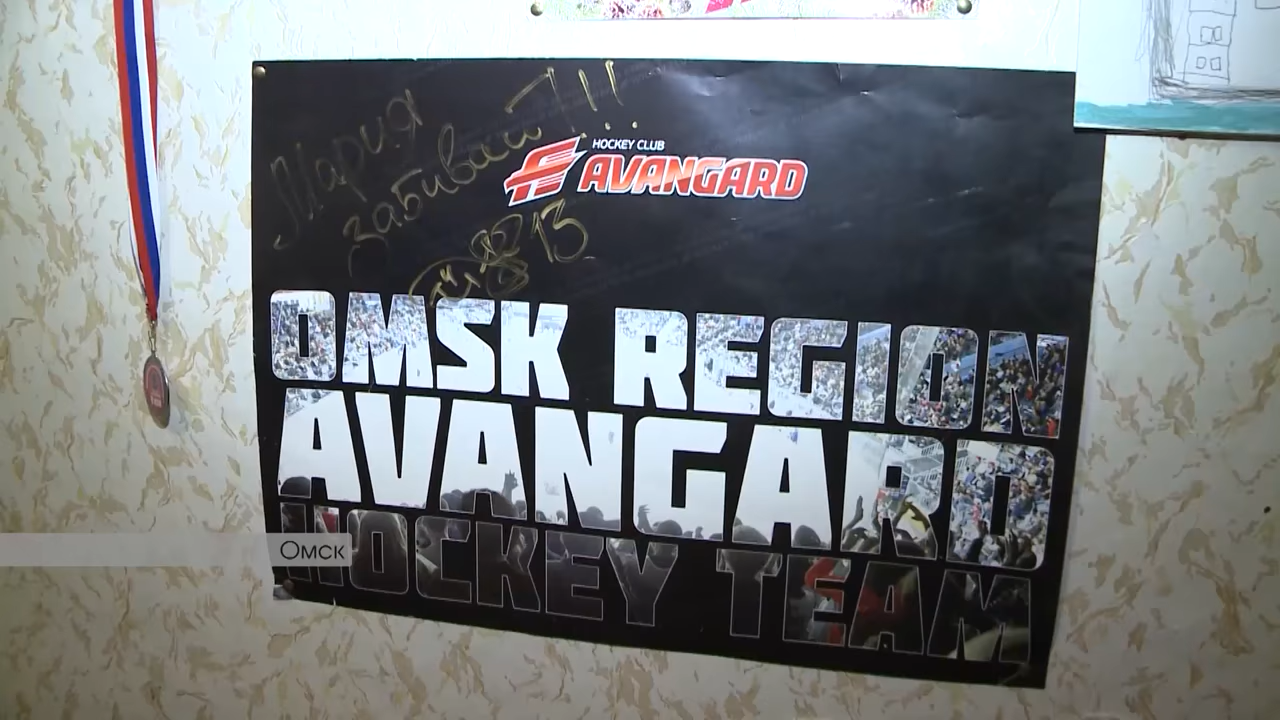 Мария
забивай!!!
13
HOCKEY CLUB
AVANGARD
OMSK REGION
AVANGARD
HOCKEY TEAM
Омск